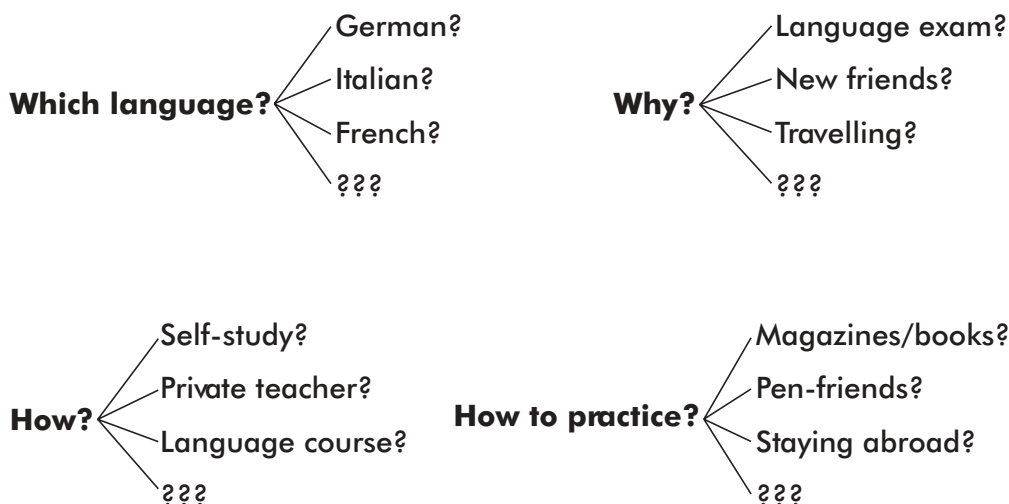 Which language?
German?
Italian?
French?
???
Why?
Language exam?
New friends?
Travelling?
???
How?
Self-study?
Private teacher?
Language course?
???
How to practice?
Magazines/books?
Pen-friends?
Staying abroad?
???